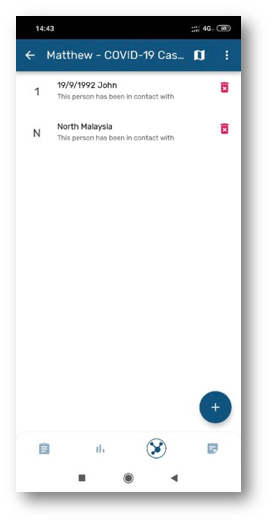 14:43
4G
Matthew - COVID-19 Cas...
1
19/9/1992 John
This person has been in contact with
N
North Malaysia
This person has been in contact with